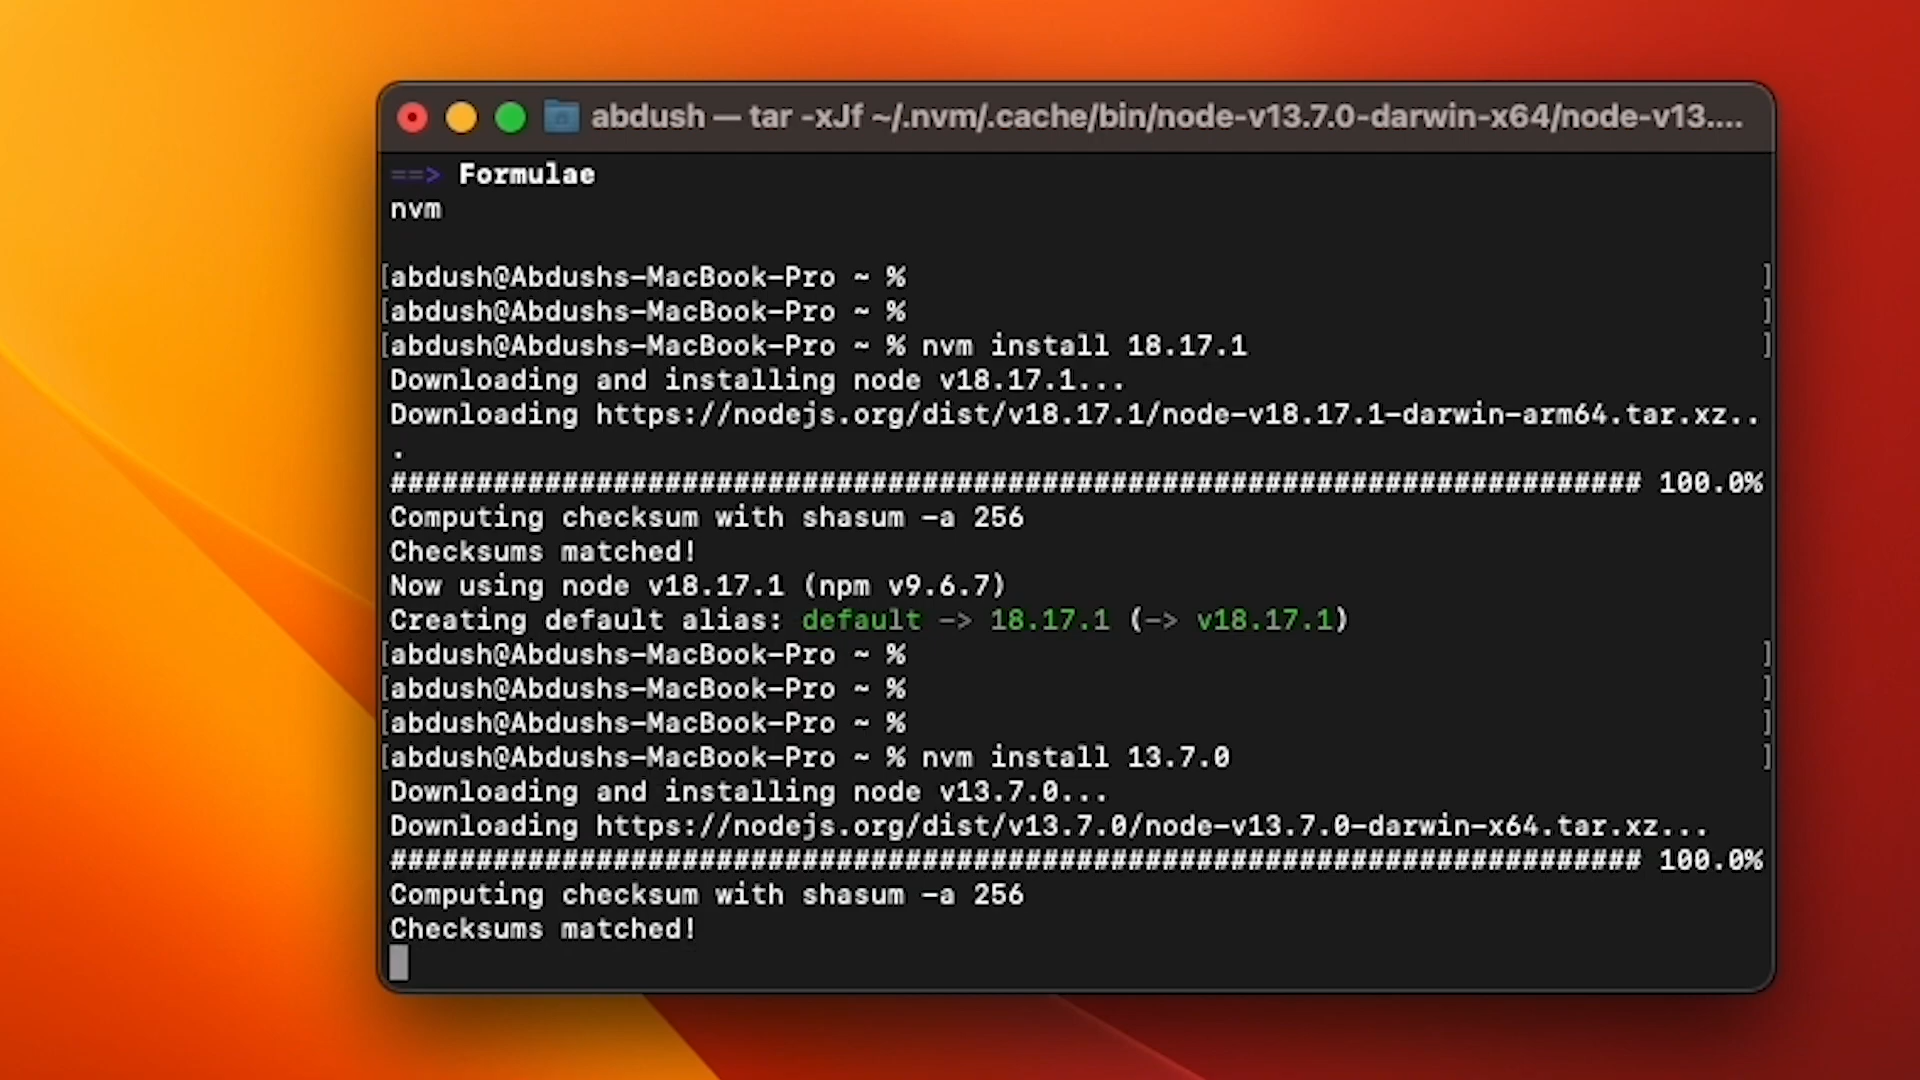 abdush — tar -xJf ~/.nvm/.cache/bin/node-v13.7.0-darwin-x64/node-v13....
==> Formulae
nvm
[abdush@Abdushs-MacBook-Pro ~ % ]
[abdush@Abdushs-MacBook-Pro ~ % ]
[abdush@Abdushs-MacBook-Pro ~ % nvm install 18.17.1 ]
Downloading and installing node v18.17.1...
Downloading https://nodejs.org/dist/v18.17.1/node-v18.17.1-darwin-arm64.tar.xz..
.
######################################################################### 100.0%
Computing checksum with shasum -a 256
Checksums matched!
Now using node v18.17.1 (npm v9.6.7)
Creating default alias: default -> 18.17.1 (-> v18.17.1)
[abdush@Abdushs-MacBook-Pro ~ % ]
[abdush@Abdushs-MacBook-Pro ~ % ]
[abdush@Abdushs-MacBook-Pro ~ % ]
[abdush@Abdushs-MacBook-Pro ~ % nvm install 13.7.0 ]
Downloading and installing node v13.7.0...
Downloading https://nodejs.org/dist/v13.7.0/node-v13.7.0-darwin-x64.tar.xz...
######################################################################### 100.0%
Computing checksum with shasum -a 256
Checksums matched!